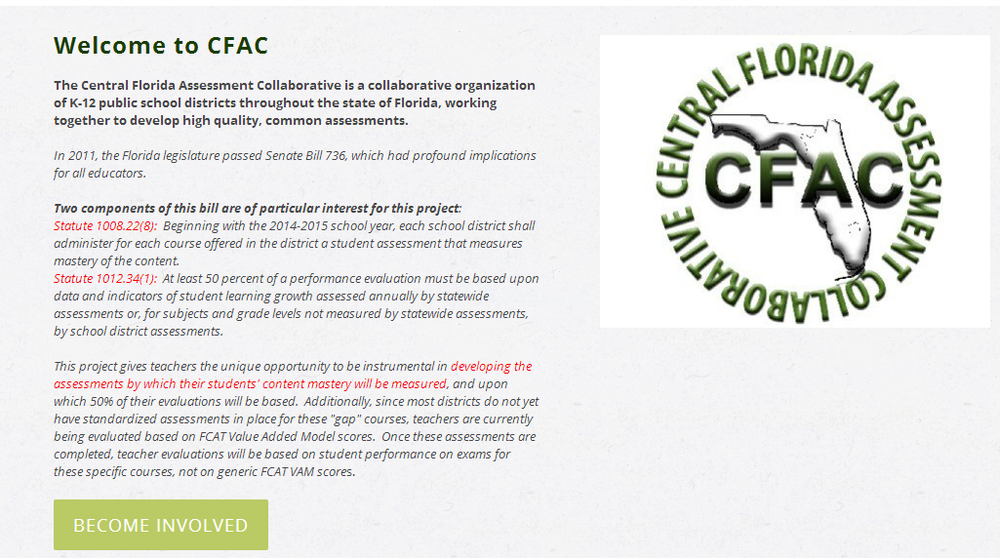 Welcome to CFAC
The Central Florida Assessment Collaborative is a collaborative organization
of K-12 public school districts throughout the state of Florida, working
together to develop high quality, common assessments.
In 2011, the Florida legislature passed Senate Bill 736, which had profound implications
for all educators.
Two components of this bill are of particular interest for this project:
Statute 1008.22(8):  Beginning with the 2014-2015 school year, each school district shall
administer for each course offered in the district a student assessment that measures
mastery of the content.
Statute 1012.34(1):  At least 50 percent of a performance evaluation must be based upon
data and indicators of student learning growth assessed annually by statewide
assessments or, for subjects and grade levels not measured by statewide assessments,
by school district assessments.
This project gives teachers the unique opportunity to be instrumental in developing the
assessments by which their students' content mastery will be measured, and upon
which 50% of their evaluations will be based.  Additionally, since most districts do not yet
have standardized assessments in place for these "gap" courses, teachers are currently
being evaluated based on FCAT Value Added Model scores.  Once these assessments are
completed, teacher evaluations will be based on student performance on exams for
these specific courses, not on generic FCAT VAM scores.
BECOME INVOLVED
CENTRAL FLORIDA ASSESSMENT COLLABORATIVE
CFAC